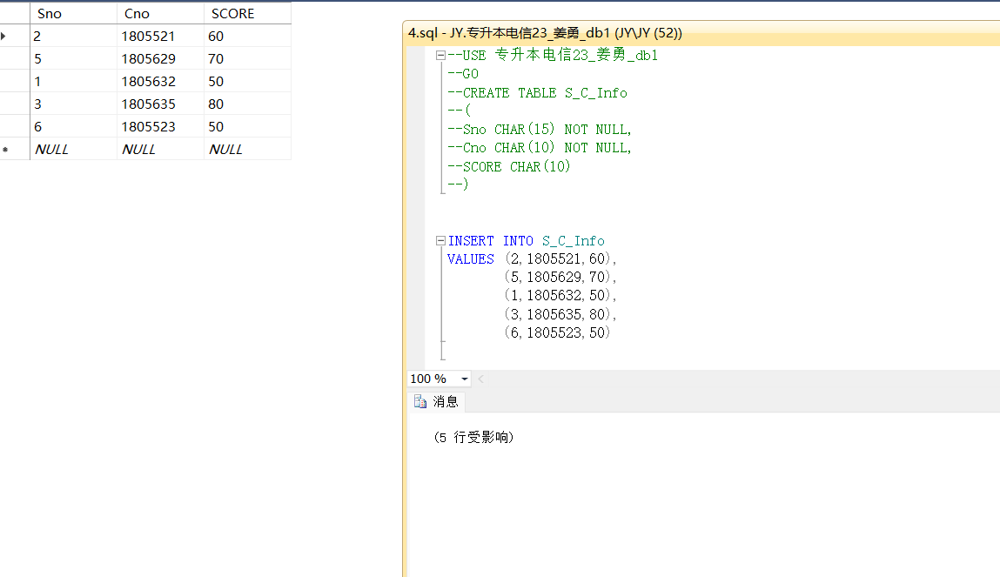 Sno Cno SCORE
2 1805521 60
5 1805629 70
1 1805632 50
3 1805635 80
6 1805523 50
NULL NULL NULL
4.sql - JY.专升本电信23_姜勇_db1 (JY\JY (52))
--USE 专升本电信23_姜勇_db1
--GO
--CREATE TABLE S_C_Info
--(
--Sno CHAR(15) NOT NULL,
--Cno CHAR(10) NOT NULL,
--SCORE CHAR(10)
--)
INSERT INTO S_C_Info
VALUES (2,1805521,60),
(5,1805629,70),
(1,1805632,50),
(3,1805635,80),
(6,1805523,50)
100 %
消息
(5 行受影响)